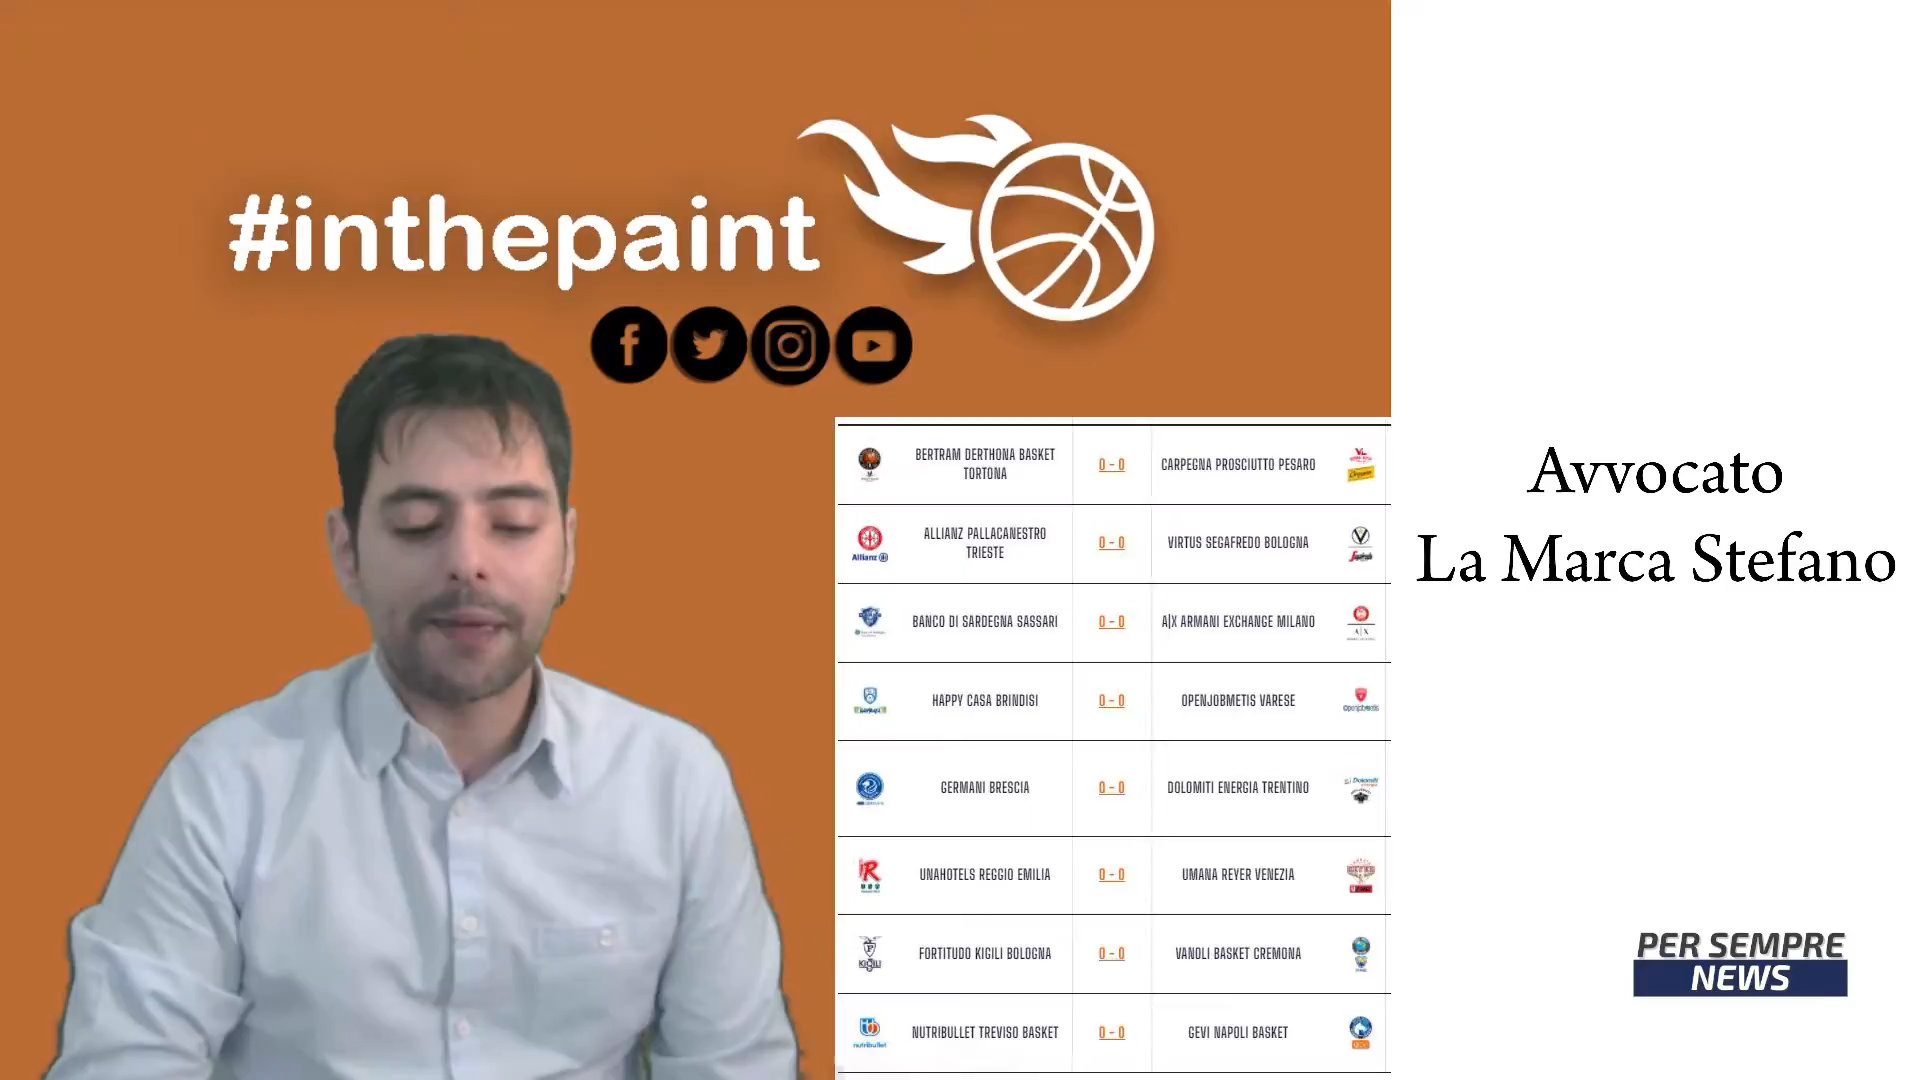 #inthepaint
BERTRAM DERTHONA BASKET
TORTONA
0 - 0
CARPEGNA PROSCIUTTO PESARO
ALLIANZ PALLACANESTRO
TRIESTE
0 - 0
VIRTUS SEGAFREDO BOLOGNA
Allianz
BANCO DI SARDEGNA SASSARI
0 - 0
A|X ARMANI EXCHANGE MILANO
A|X
HAPPY CASA BRINDISI
0 - 0
OPENJOBMETIS VARESE
GERMANI BRESCIA
0 - 0
DOLOMITI ENERGIA TRENTINO
UNAHOTELS REGGIO EMILIA
0 - 0
UMANA REYER VENEZIA
FORTITUDO KIGILI BOLOGNA
0 - 0
VANOLI BASKET CREMONA
KIGILI
NUTRIBULLET TREVISO BASKET
0 - 0
GEVI NAPOLI BASKET
nutribullet
Avvocato
La Marca Stefano
PER SEMPRE
NEWS